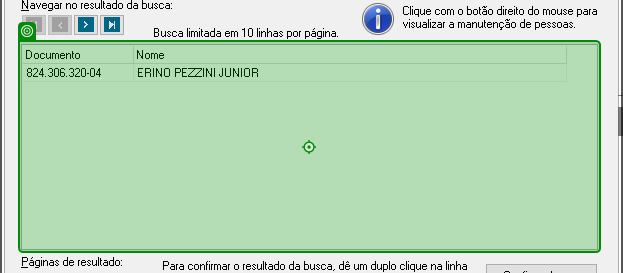 Navegar no resultado da busca:
Clique com o botão direito do mouse para
visualizar a manutenção de pessoas.
Busca limitada em 10 linhas por página.
Documento Nome
824.306.320-04 ERINO PEZZINI JUNIOR
Páginas de resultado:
Para confirmar o resultado da busca, dê um duplo clique na linha